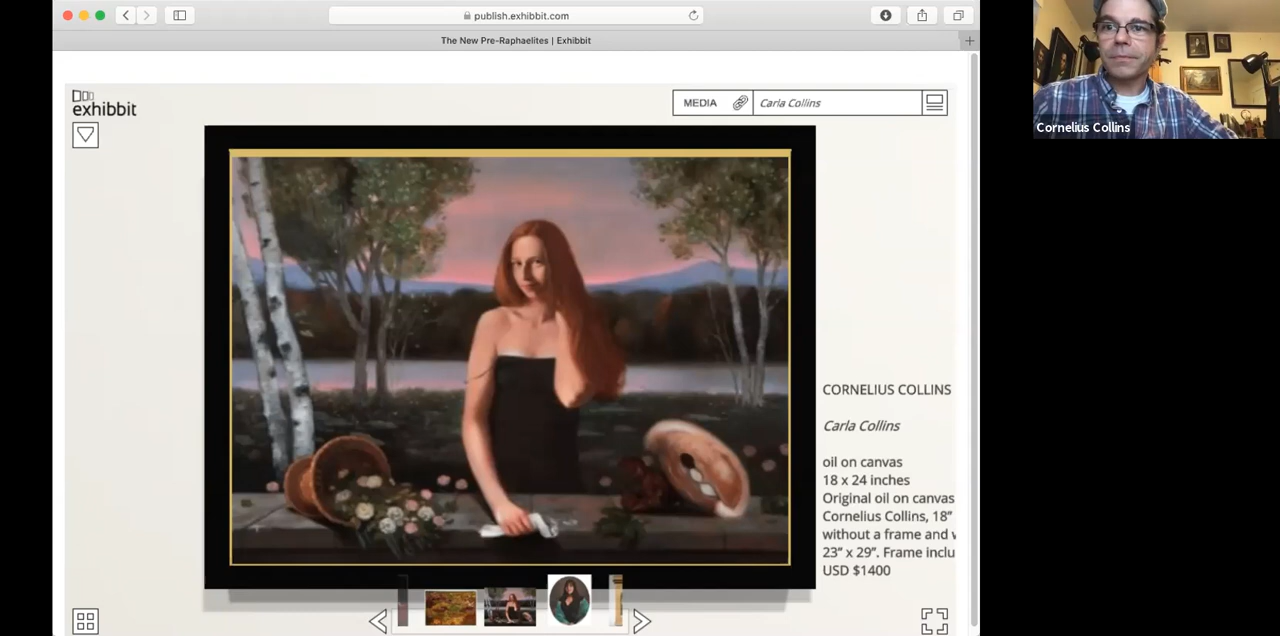 publish.exhibbit.com
The New Pre-Raphaelites | Exhibbit
exhibbit
MEDIA
Carla Collins
Cornelius Collins
CORNELIUS COLLINS
Carla Collins
oil on canvas
18 x 24 inches
Original oil on canvas
Cornelius Collins, 18"
without a frame and
23" x 29". Frame inclu
USD $1400